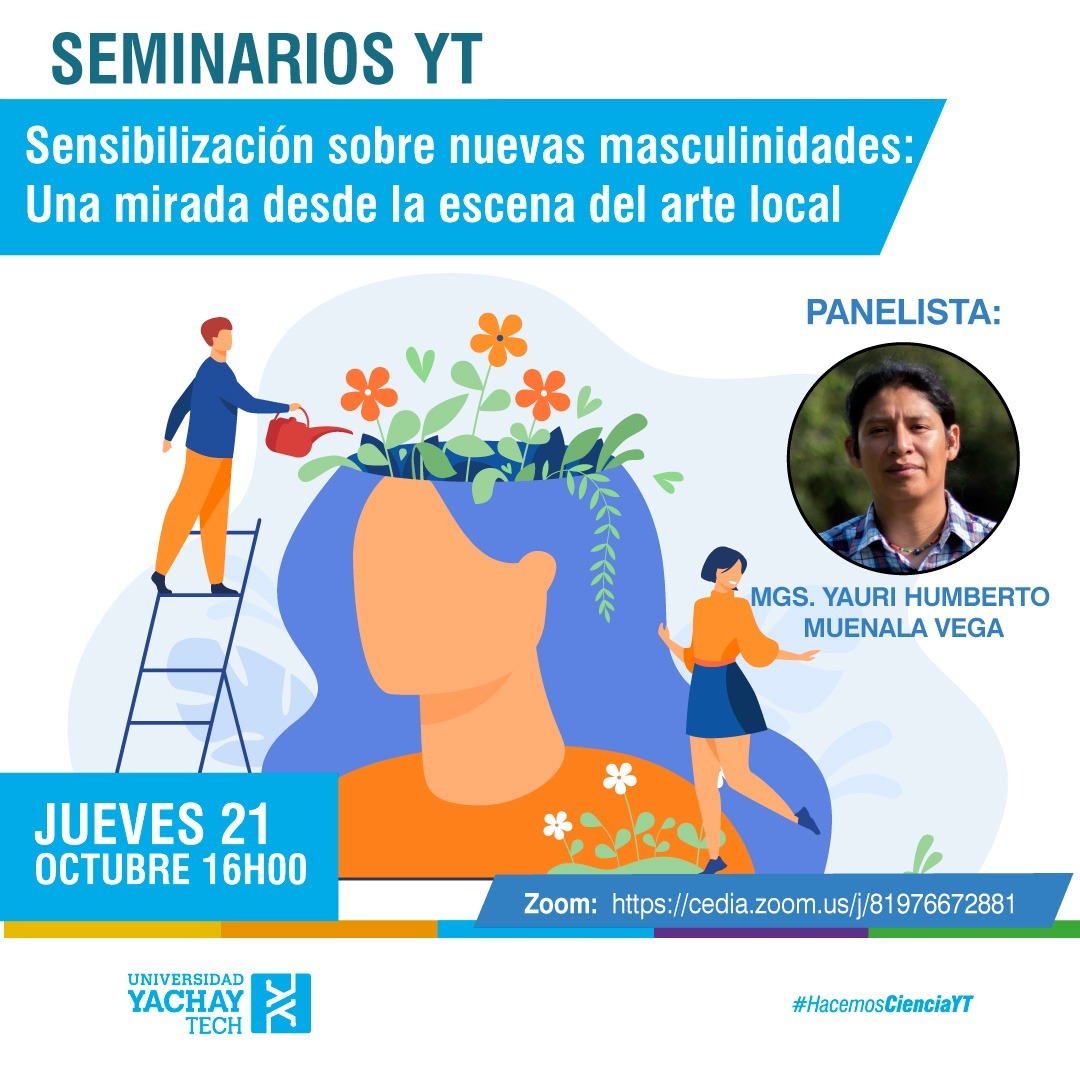 SEMINARIOS YT
Sensibilización sobre nuevas masculinidades:
Una mirada desde la escena del arte local
PANELISTA:
MGS. YAURI HUMBERTO
MUENALA VEGA
JUEVES 21
OCTUBRE 16H00
Zoom: https://cedia.zoom.us/j/81976672881
UNIVERSIDAD
YACHAY
TECH
#HacemosCienciaYT